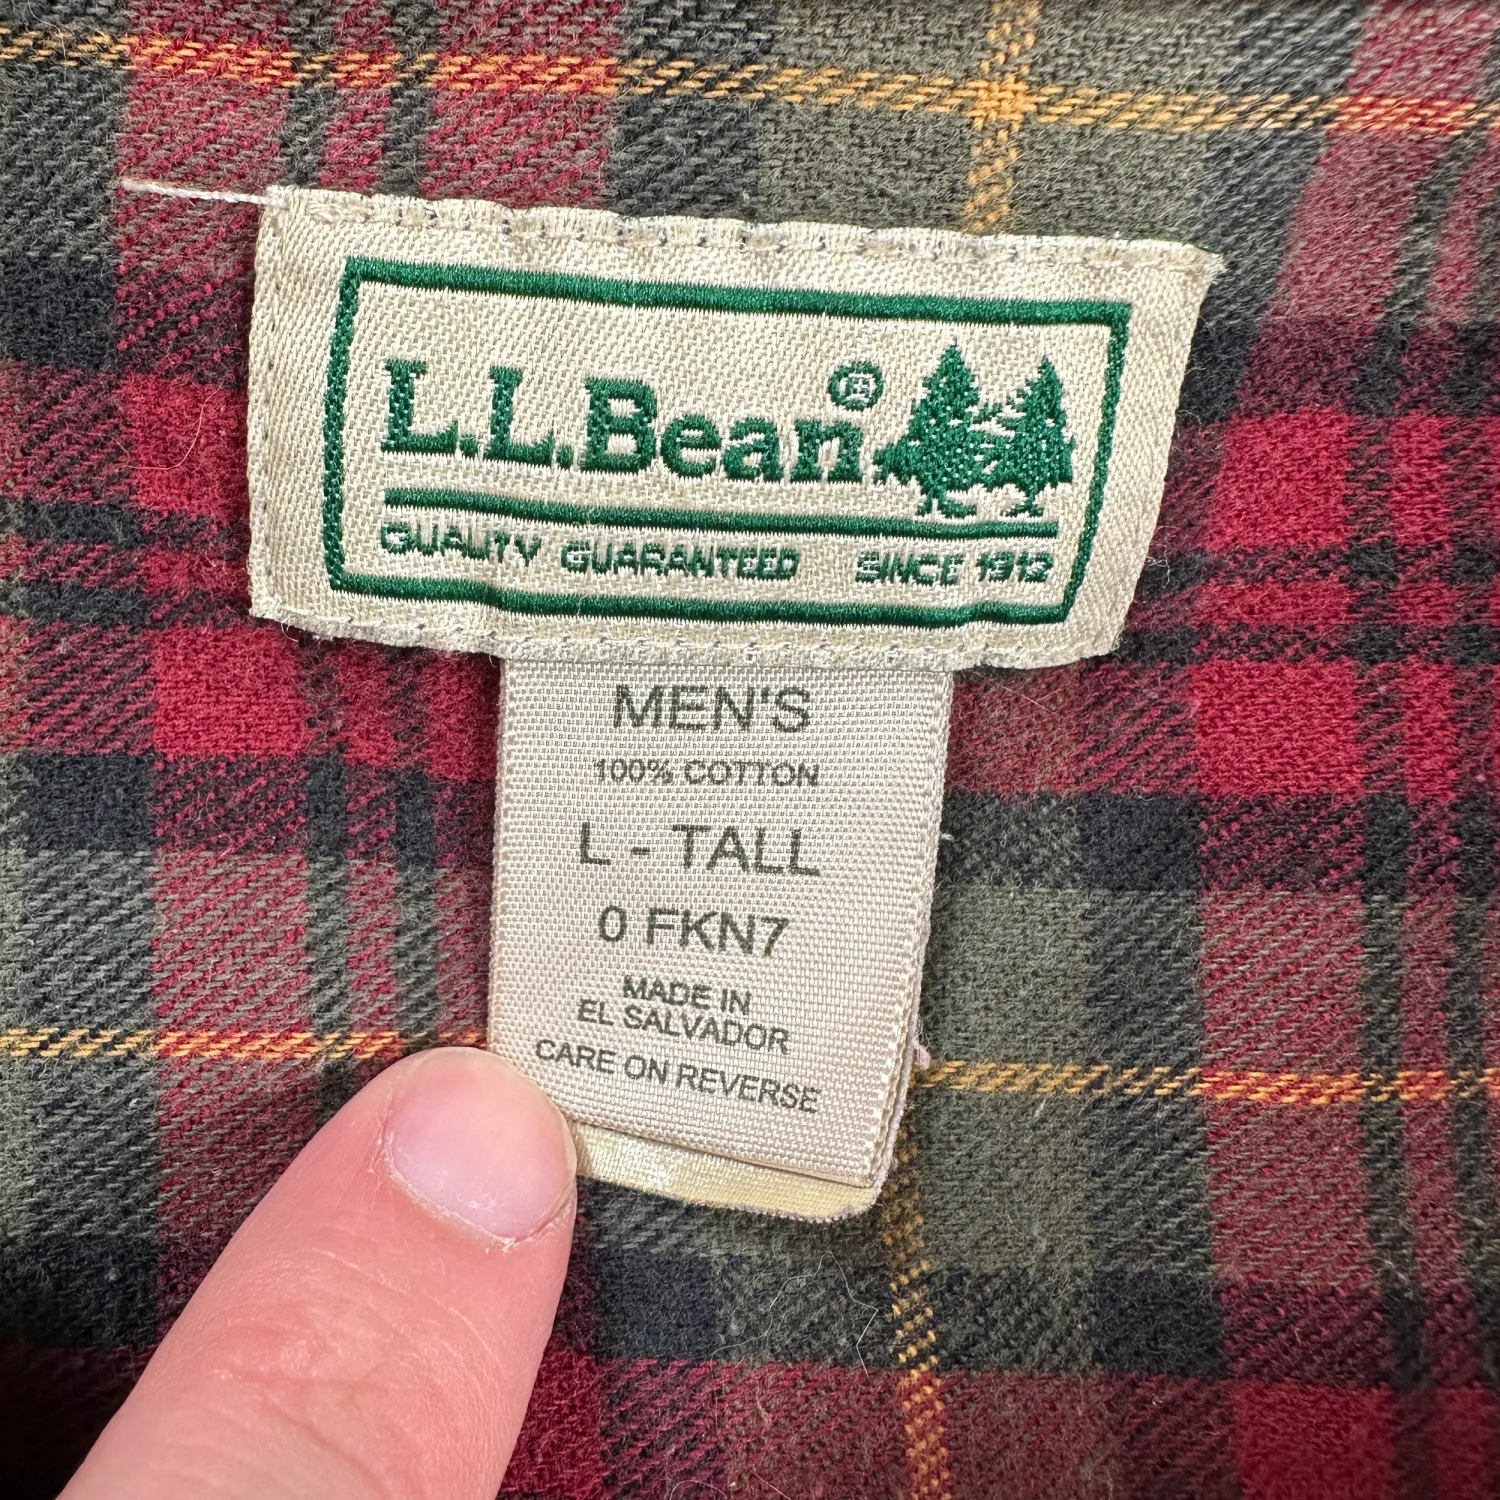 L.L.Bean®
QUALITY GUARANTEED SINCE 1912
MEN'S
100% COTTON
L - TALL
0 FKN7
MADE IN
EL SALVADOR
CARE ON REVERSE